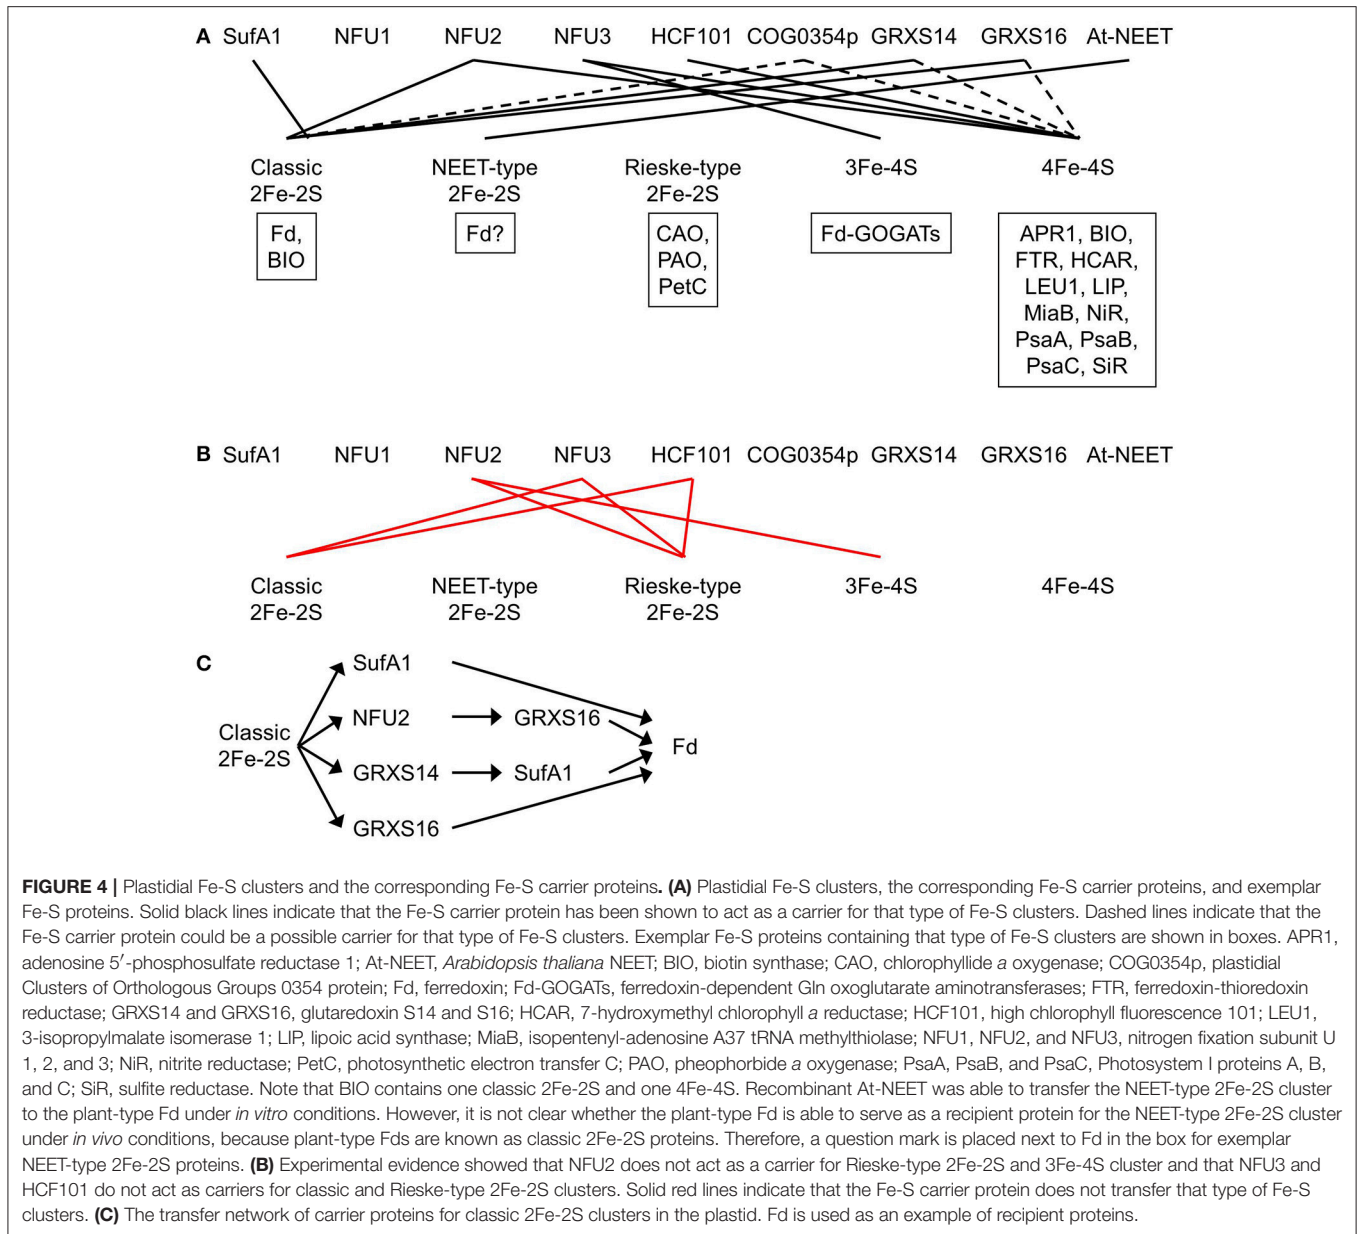 A SufA1 NFU1 NFU2 NFU3 HCF101 COG0354p GRXS14 GRXS16 At-NEET
Classic NEET-type Rieske-type 3Fe-4S 4Fe-4S
2Fe-2S 2Fe-2S 2Fe-2S
Fd, Fd? CAO, Fd-GOGATs APR1, BIO,
BIO PAO, FTR, HCAR,
PetC LEU1, LIP,
MiaB, NiR,
PsaA, PsaB,
PsaC, SiR
B SufA1 NFU1 NFU2 NFU3 HCF101 COG0354p GRXS14 GRXS16 At-NEET
Classic NEET-type Rieske-type 3Fe-4S 4Fe-4S
2Fe-2S 2Fe-2S 2Fe-2S
C SufA1
NFU2 GRXS16
Classic
2Fe-2S
Fd
GRXS14 SufA1
GRXS16
FIGURE 4 | Plastidial Fe-S clusters and the corresponding Fe-S carrier proteins. (A) Plastidial Fe-S clusters, the corresponding Fe-S carrier proteins, and exemplar
Fe-S proteins. Solid black lines indicate that the Fe-S carrier protein has been shown to act as a carrier for that type of Fe-S clusters. Dashed lines indicate that the
Fe-S carrier protein could be a possible carrier for that type of Fe-S clusters. Exemplar Fe-S proteins containing that type of Fe-S clusters are shown in boxes. APR1,
adenosine 5′-phosphosulfate reductase 1; At-NEET, Arabidopsis thaliana NEET; BIO, biotin synthase; CAO, chlorophyllide a oxygenase; COG0354p, plastidial
Clusters of Orthologous Groups 0354 protein; Fd, ferredoxin; Fd-GOGATs, ferredoxin-dependent Gln oxoglutarate aminotransferases; FTR, ferredoxin-thioredoxin
reductase; GRXS14 and GRXS16, glutaredoxin S14 and S16; HCAR, 7-hydroxymethyl chlorophyll a reductase; HCF101, high chlorophyll fluorescence 101; LEU1,
3-isopropylmalate isomerase 1; LIP, lipoic acid synthase; MiaB, isopentenyl-adenosine A37 tRNA methylthiolase; NFU1, NFU2, and NFU3, nitrogen fixation subunit U
1, 2, and 3; NiR, nitrite reductase; PetC, photosynthetic electron transfer C; PAO, pheophorbide a oxygenase; PsaA, PsaB, and PsaC, Photosystem I proteins A, B,
and C; SiR, sulfite reductase. Note that BIO contains one classic 2Fe-2S and one 4Fe-4S. Recombinant At-NEET was able to transfer the NEET-type 2Fe-2S cluster
to the plant-type Fd under in vitro conditions. However, it is not clear whether the plant-type Fd is able to serve as a recipient protein for the NEET-type 2Fe-2S cluster
under in vivo conditions, because plant-type Fds are known as classic 2Fe-2S proteins. Therefore, a question mark is placed next to Fd in the box for exemplar
NEET-type 2Fe-2S proteins. (B) Experimental evidence showed that NFU2 does not act as a carrier for Rieske-type 2Fe-2S and 3Fe-4S cluster and that NFU3 and
HCF101 do not act as carriers for classic and Rieske-type 2Fe-2S clusters. Solid red lines indicate that the Fe-S carrier protein does not transfer that type of Fe-S
clusters. (C) The transfer network of carrier proteins for classic 2Fe-2S clusters in the plastid. Fd is used as an example of recipient proteins.